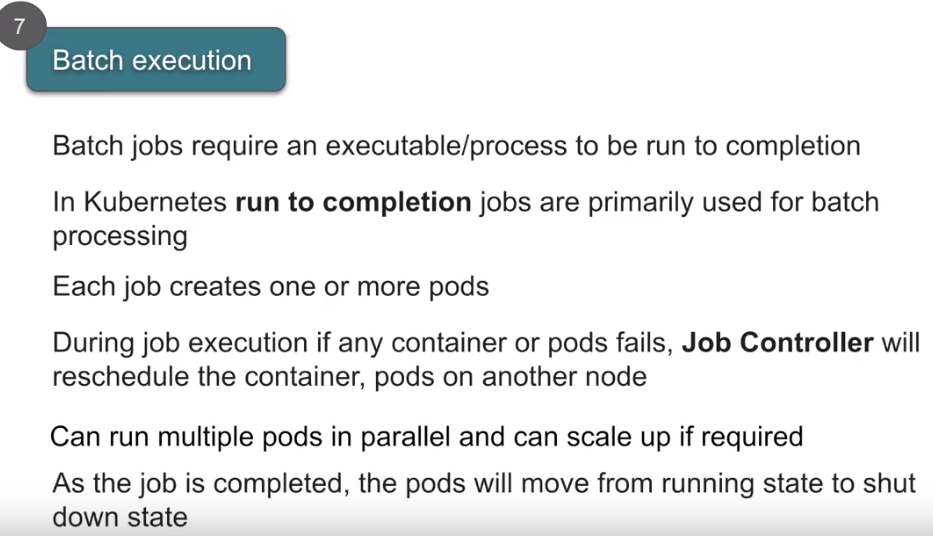 7
Batch execution
Batch jobs require an executable/process to be run to completion
In Kubernetes run to completion jobs are primarily used for batch
processing
Each job creates one or more pods
During job execution if any container or pods fails, Job Controller will
reschedule the container, pods on another node
Can run multiple pods in parallel and can scale up if required
As the job is completed, the pods will move from running state to shut
down state